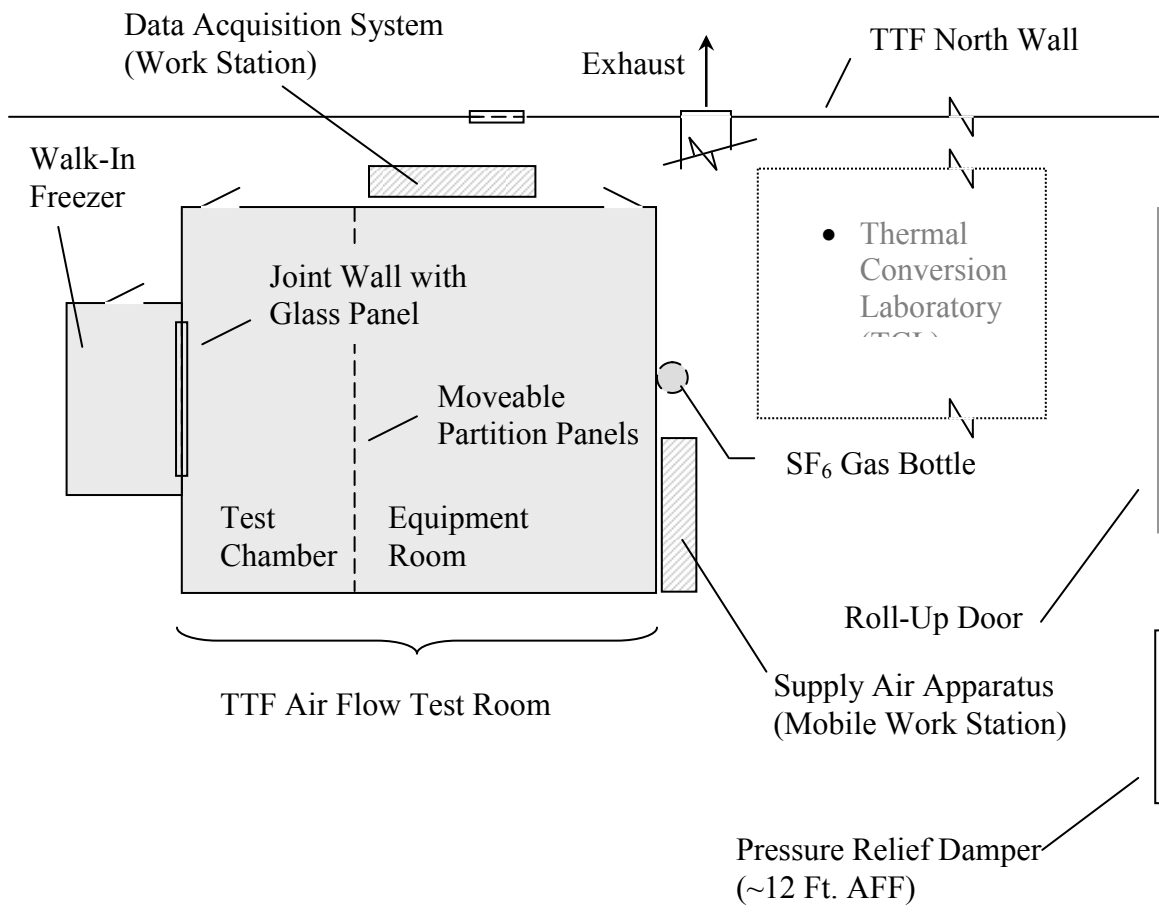 Data Acquisition System
(Work Station)
Exhaust
TTF North Wall
Walk-In
Freezer
Joint Wall with
Glass Panel
• Thermal
Conversion
Laboratory
Moveable
Partition Panels
SF₆ Gas Bottle
Test
Chamber
Equipment
Room
Roll-Up Door
TTF Air Flow Test Room
Supply Air Apparatus
(Mobile Work Station)
Pressure Relief Damper
(~12 Ft. AFF)